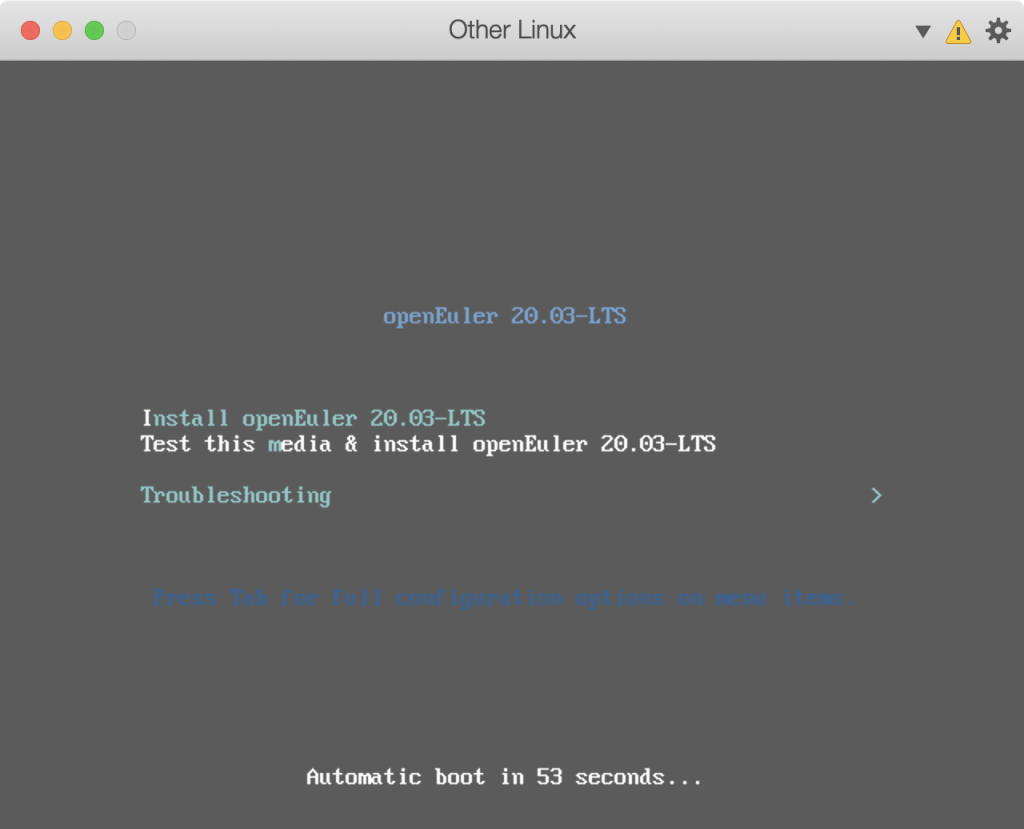 Other Linux
openEuler 20.03-LTS
Install openEuler 20.03-LTS
Test this media & install openEuler 20.03-LTS
Troubleshooting >
Press Tab for full configuration options on menu items.
Automatic boot in 53 seconds...